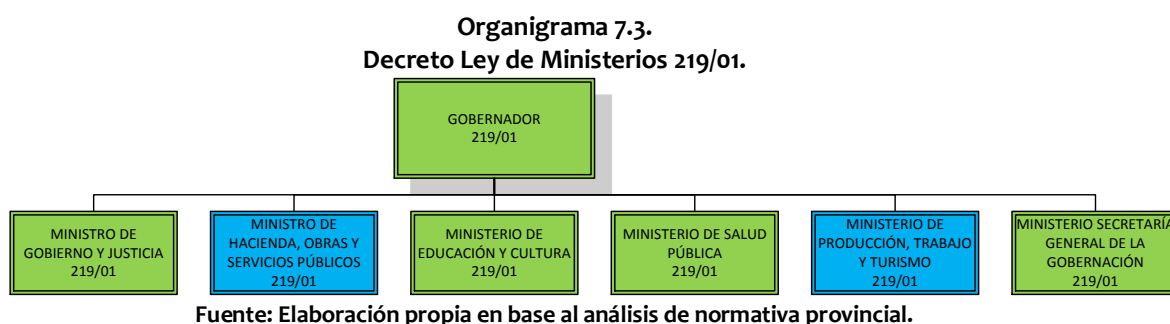 Organigrama 7.3.
Decreto Ley de Ministerios 219/01.
GOBERNADOR
219/01
MINISTRO DE
GOBIERNO Y JUSTICIA
219/01
MINISTRO DE
HACIENDA, OBRAS Y
SERVICIOS PÚBLICOS
219/01
MINISTERIO DE
EDUCACIÓN Y CULTURA
219/01
MINISTERIO DE SALUD
PÚBLICA
219/01
MINISTERIO DE
PRODUCCIÓN, TRABAJO
Y TURISMO
219/01
MINISTERIO SECRETARÍA
GENERAL DE LA
GOBERNACIÓN
219/01
Fuente: Elaboración propia en base al análisis de normativa provincial.